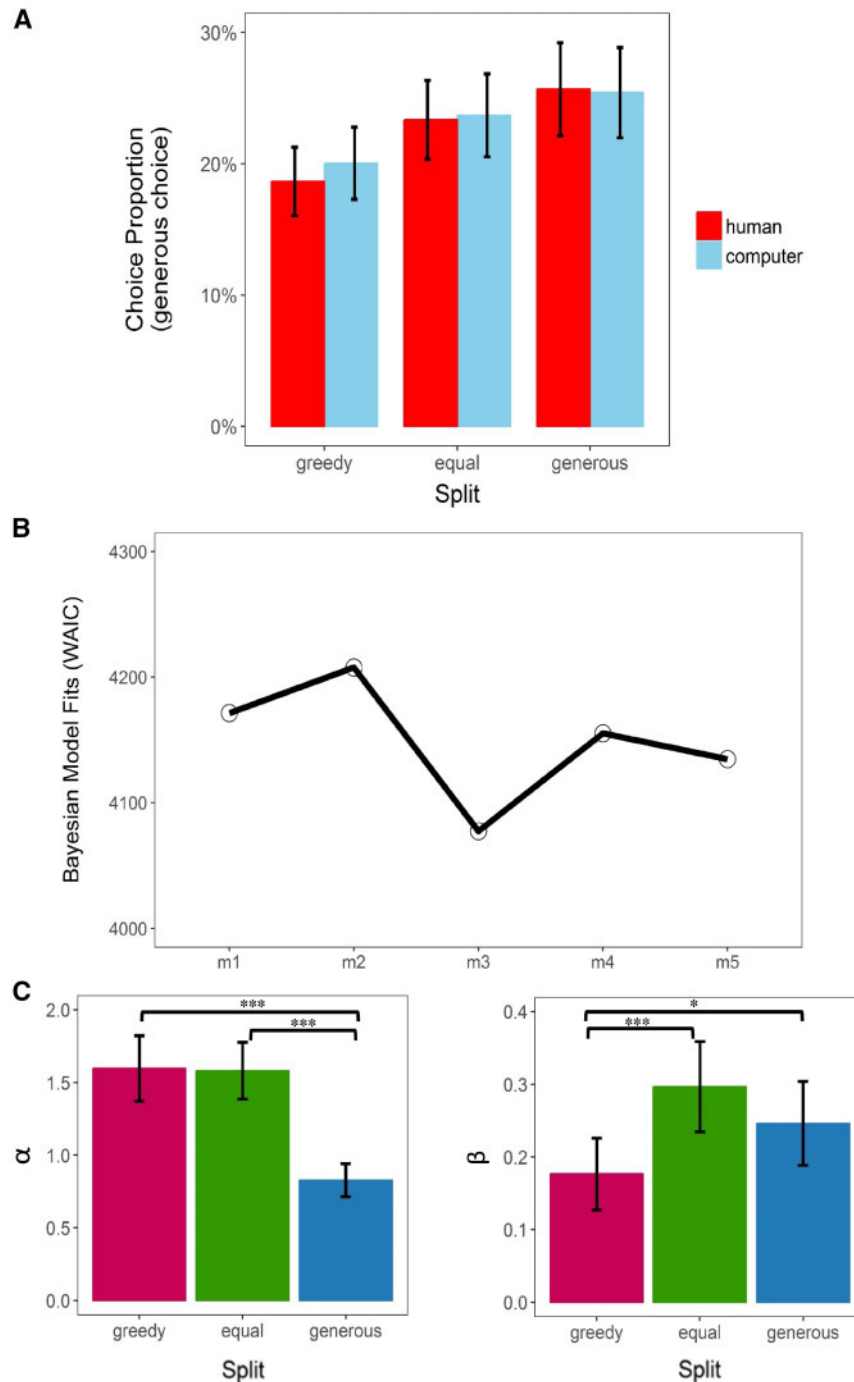 A
30%
20%
10%
0%
Choice Proportion
(generous choice)
greedy equal generous
Split
human
computer
B
4300
4200
4100
4000
Bayesian Model Fits (WAIC)
m1 m2 m3 m4 m5
C
2.0
1.5
1.0
0.5
0.0
α
***
***
greedy equal generous
Split
0.4
0.3
0.2
0.1
0.0
β
*
***
greedy equal generous
Split